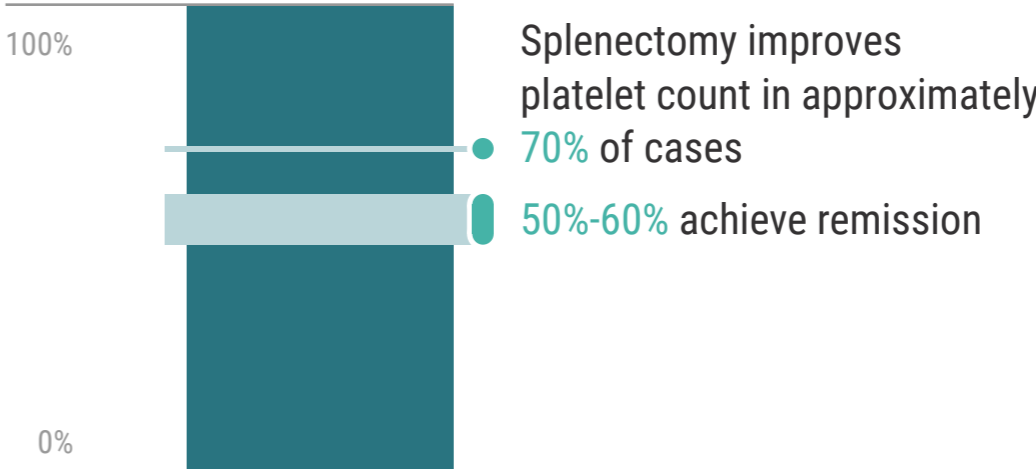 100%
Splenectomy improves
platelet count in approximately
70% of cases
50%-60% achieve remission
0%